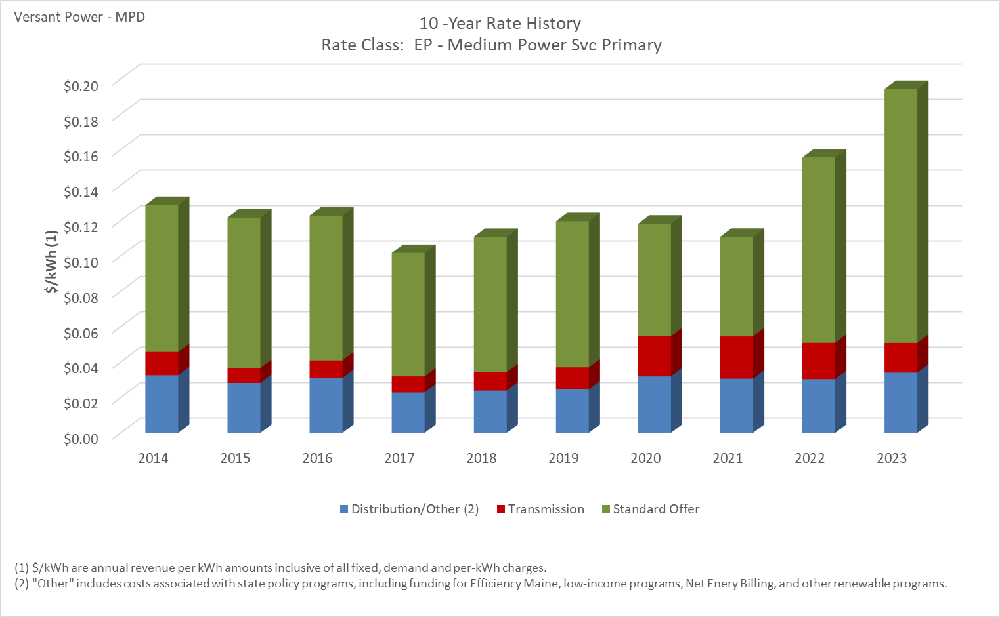 Versant Power - MPD
10 -Year Rate History
Rate Class:  EP - Medium Power Svc Primary
$0.20
$0.18
$0.16
$0.14
$0.12
$0.10
$0.08
$0.06
$0.04
$0.02
$0.00
$/kWh (1)
2014 2015 2016 2017 2018 2019 2020 2021 2022 2023
Distribution/Other (2) Transmission Standard Offer
(1) $/kWh are annual revenue per kWh amounts inclusive of all fixed, demand and per-kWh charges.
(2) "Other" includes costs associated with state policy programs, including funding for Efficiency Maine, low-income programs, Net Enery Billing, and other renewable programs.